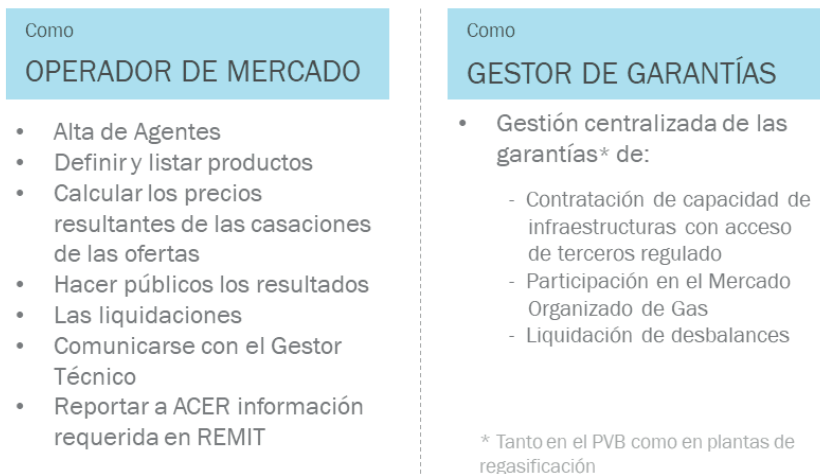 Como
OPERADOR DE MERCADO
• Alta de Agentes
• Definir y listar productos
• Calcular los precios
resultantes de las casaciones
de las ofertas
• Hacer públicos los resultados
• Las liquidaciones
• Comunicarse con el Gestor
Técnico
• Reportar a ACER información
requerida en REMIT
Como
GESTOR DE GARANTÍAS
• Gestión centralizada de las
garantías* de:
- Contratación de capacidad de
infraestructuras con acceso
de terceros regulado
- Participación en el Mercado
Organizado de Gas
- Liquidación de desbalances
* Tanto en el PVB como en plantas de
regasificación